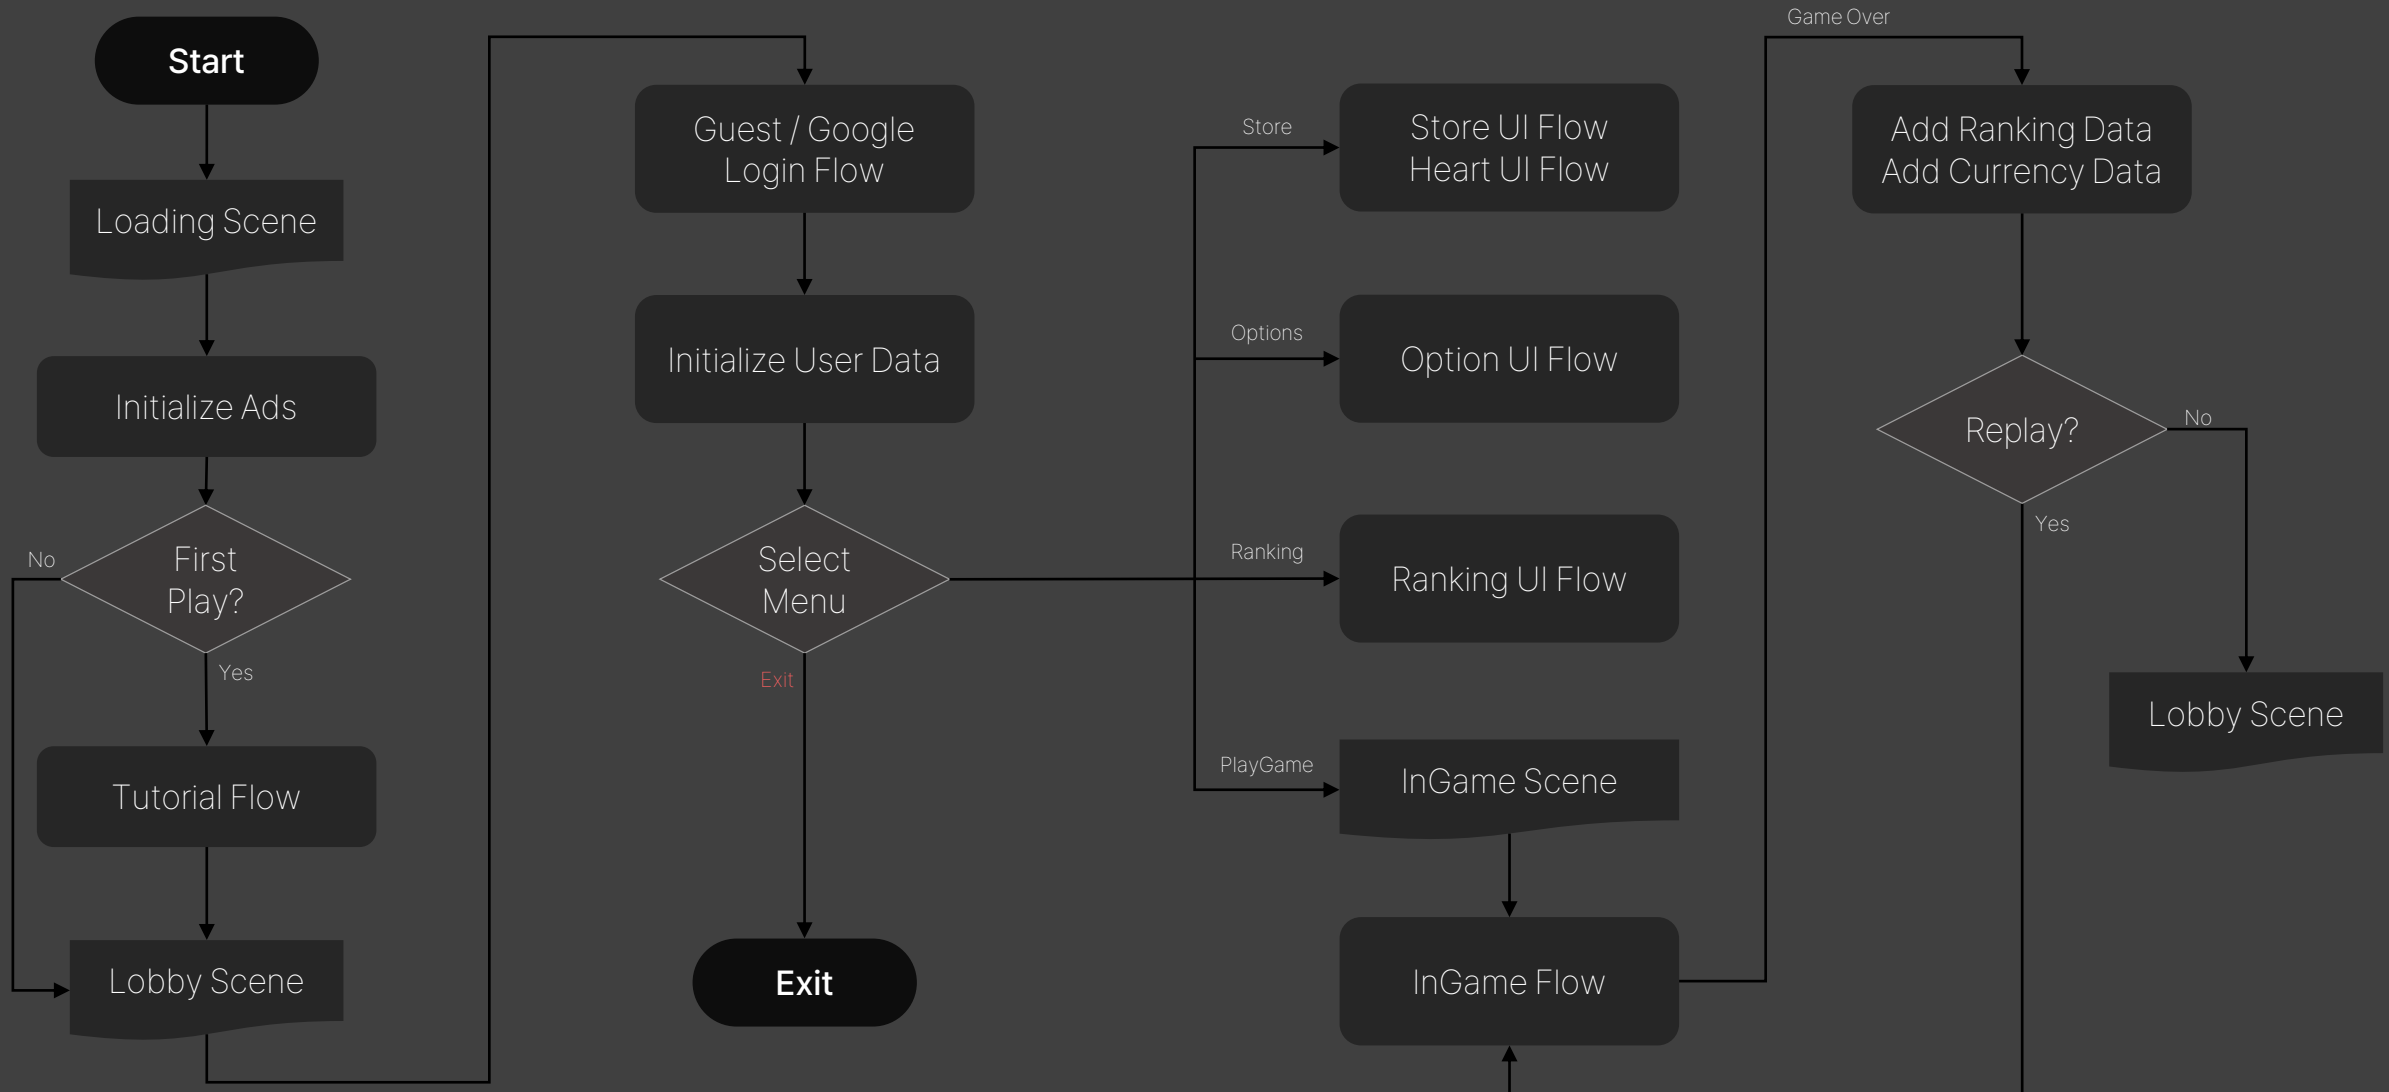 Start
Loading Scene
Initialize Ads
First
Play?
No
Yes
Tutorial Flow
Lobby Scene
Guest / Google
Login Flow
Initialize User Data
Select
Menu
Exit
Exit
Store
Store UI Flow
Heart UI Flow
Options
Option UI Flow
Ranking
Ranking UI Flow
PlayGame
InGame Scene
InGame Flow
Game Over
Add Ranking Data
Add Currency Data
Replay?
No
Yes
Lobby Scene